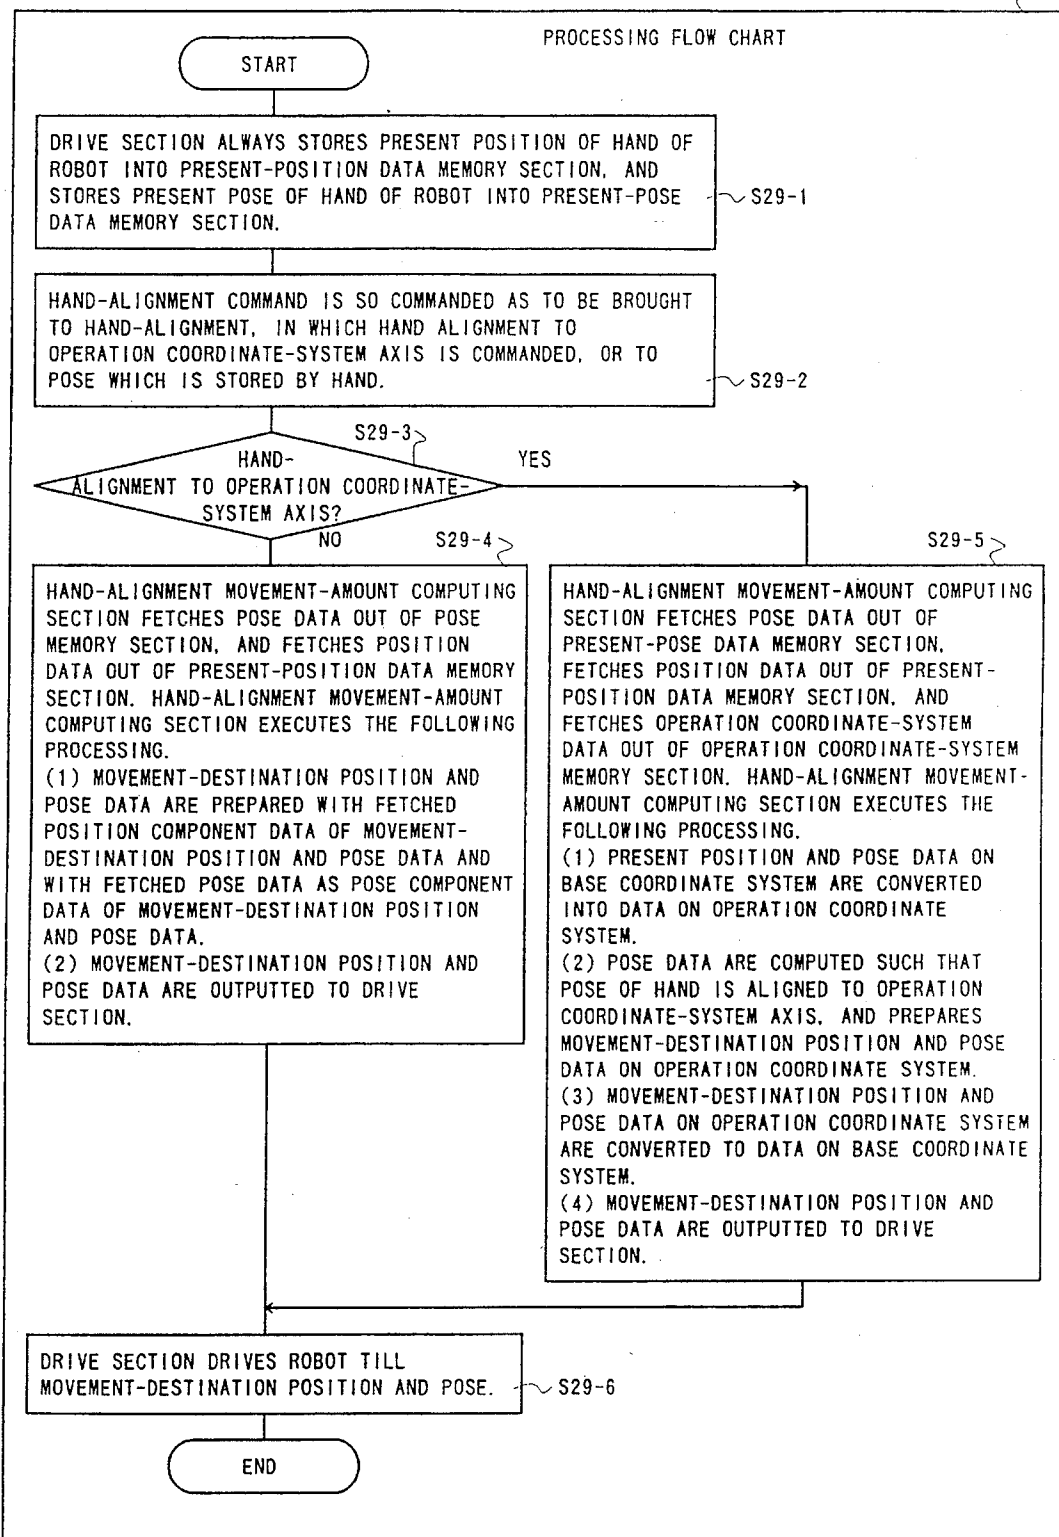 PROCESSING FLOW CHART
START
DRIVE SECTION ALWAYS STORES PRESENT POSITION OF HAND OF
ROBOT INTO PRESENT-POSITION DATA MEMORY SECTION, AND
STORES PRESENT POSE OF HAND OF ROBOT INTO PRESENT-POSE
DATA MEMORY SECTION.
S29-1
HAND-ALIGNMENT COMMAND IS SO COMMANDED AS TO BE BROUGHT
TO HAND-ALIGNMENT, IN WHICH HAND ALIGNMENT TO
OPERATION COORDINATE-SYSTEM AXIS IS COMMANDED, OR TO
POSE WHICH IS STORED BY HAND.
S29-2
S29-3
HAND-
ALIGNMENT TO OPERATION COORDINATE-
SYSTEM AXIS?
YES
NO
S29-4
HAND-ALIGNMENT MOVEMENT-AMOUNT COMPUTING
SECTION FETCHES POSE DATA OUT OF POSE
MEMORY SECTION, AND FETCHES POSITION
DATA OUT OF PRESENT-POSITION DATA MEMORY
SECTION. HAND-ALIGNMENT MOVEMENT-AMOUNT
COMPUTING SECTION EXECUTES THE FOLLOWING
PROCESSING.
(1) MOVEMENT-DESTINATION POSITION AND
POSE DATA ARE PREPARED WITH FETCHED
POSITION COMPONENT DATA OF MOVEMENT-
DESTINATION POSITION AND POSE DATA AND
WITH FETCHED POSE DATA AS POSE COMPONENT
DATA OF MOVEMENT-DESTINATION POSITION
AND POSE DATA.
(2) MOVEMENT-DESTINATION POSITION AND
POSE DATA ARE OUTPUTTED TO DRIVE
SECTION.
S29-5
HAND-ALIGNMENT MOVEMENT-AMOUNT COMPUTING
SECTION FETCHES POSE DATA OUT OF
PRESENT-POSE DATA MEMORY SECTION,
FETCHES POSITION DATA OUT OF PRESENT-
POSITION DATA MEMORY SECTION, AND
FETCHES OPERATION COORDINATE-SYSTEM
DATA OUT OF OPERATION COORDINATE-SYSTEM
MEMORY SECTION. HAND-ALIGNMENT MOVEMENT-
AMOUNT COMPUTING SECTION EXECUTES THE
FOLLOWING PROCESSING.
(1) PRESENT POSITION AND POSE DATA ON
BASE COORDINATE SYSTEM ARE CONVERTED
INTO DATA ON OPERATION COORDINATE
SYSTEM.
(2) POSE DATA ARE COMPUTED SUCH THAT
POSE OF HAND IS ALIGNED TO OPERATION
COORDINATE-SYSTEM AXIS, AND PREPARES
MOVEMENT-DESTINATION POSITION AND POSE
DATA ON OPERATION COORDINATE SYSTEM.
(3) MOVEMENT-DESTINATION POSITION AND
POSE DATA ON OPERATION COORDINATE SYSTEM
ARE CONVERTED TO DATA ON BASE COORDINATE
SYSTEM.
(4) MOVEMENT-DESTINATION POSITION AND
POSE DATA ARE OUTPUTTED TO DRIVE
SECTION.
DRIVE SECTION DRIVES ROBOT TILL
MOVEMENT-DESTINATION POSITION AND POSE.
S29-6
END